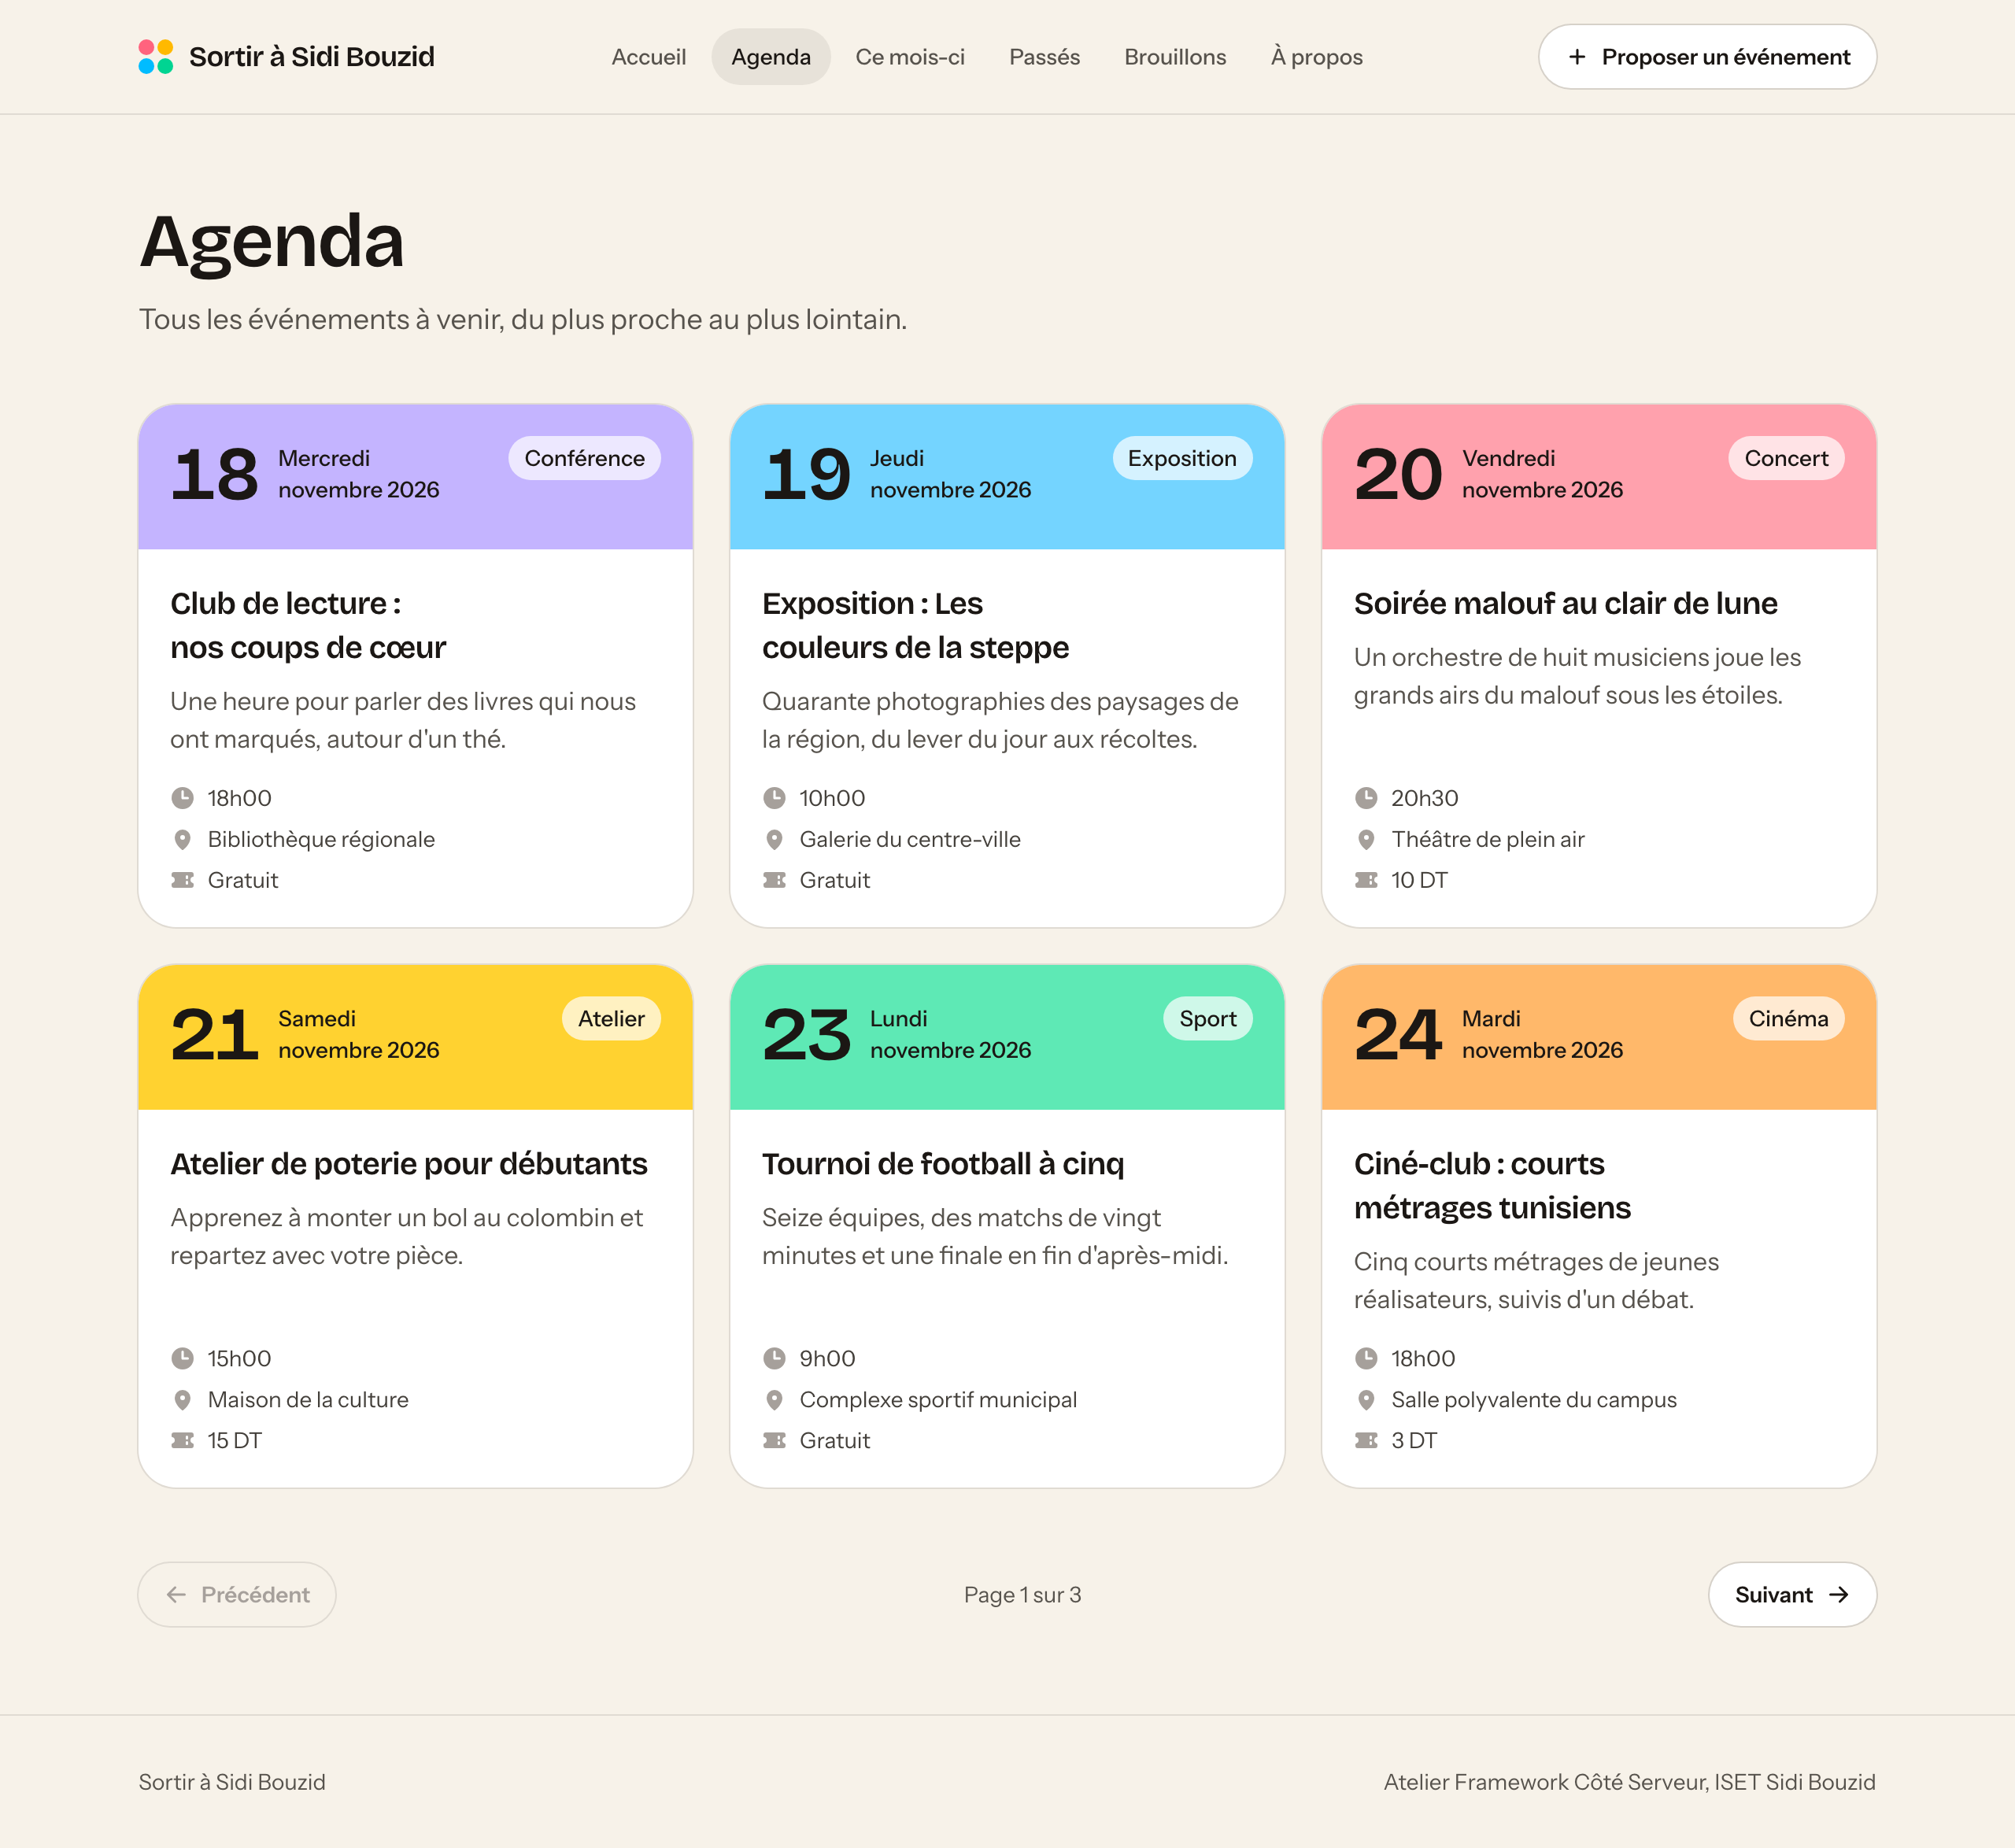 Sortir à Sidi Bouzid
Accueil
Agenda
Ce mois-ci
Passés
Brouillons
À propos
Proposer un événement
Agenda
Tous les événements à venir, du plus proche au plus lointain.
18
Mercredi
novembre 2026
Conférence
Club de lecture :
nos coups de cœur
Une heure pour parler des livres qui nous
ont marqués, autour d'un thé.
18h00
Bibliothèque régionale
Gratuit
19
Jeudi
novembre 2026
Exposition
Exposition : Les
couleurs de la steppe
Quarante photographies des paysages de
la région, du lever du jour aux récoltes.
10h00
Galerie du centre-ville
Gratuit
20
Vendredi
novembre 2026
Concert
Soirée malouf au clair de lune
Un orchestre de huit musiciens joue les
grands airs du malouf sous les étoiles.
20h30
Théâtre de plein air
10 DT
21
Samedi
novembre 2026
Atelier
Atelier de poterie pour débutants
Apprenez à monter un bol au colombin et
repartez avec votre pièce.
15h00
Maison de la culture
15 DT
23
Lundi
novembre 2026
Sport
Tournoi de football à cinq
Seize équipes, des matchs de vingt
minutes et une finale en fin d'après-midi.
9h00
Complexe sportif municipal
Gratuit
24
Mardi
novembre 2026
Cinéma
Ciné-club : courts
métrages tunisiens
Cinq courts métrages de jeunes
réalisateurs, suivis d'un débat.
18h00
Salle polyvalente du campus
3 DT
Précédent
Page 1 sur 3
Suivant
Sortir à Sidi Bouzid
Atelier Framework Côté Serveur, ISET Sidi Bouzid